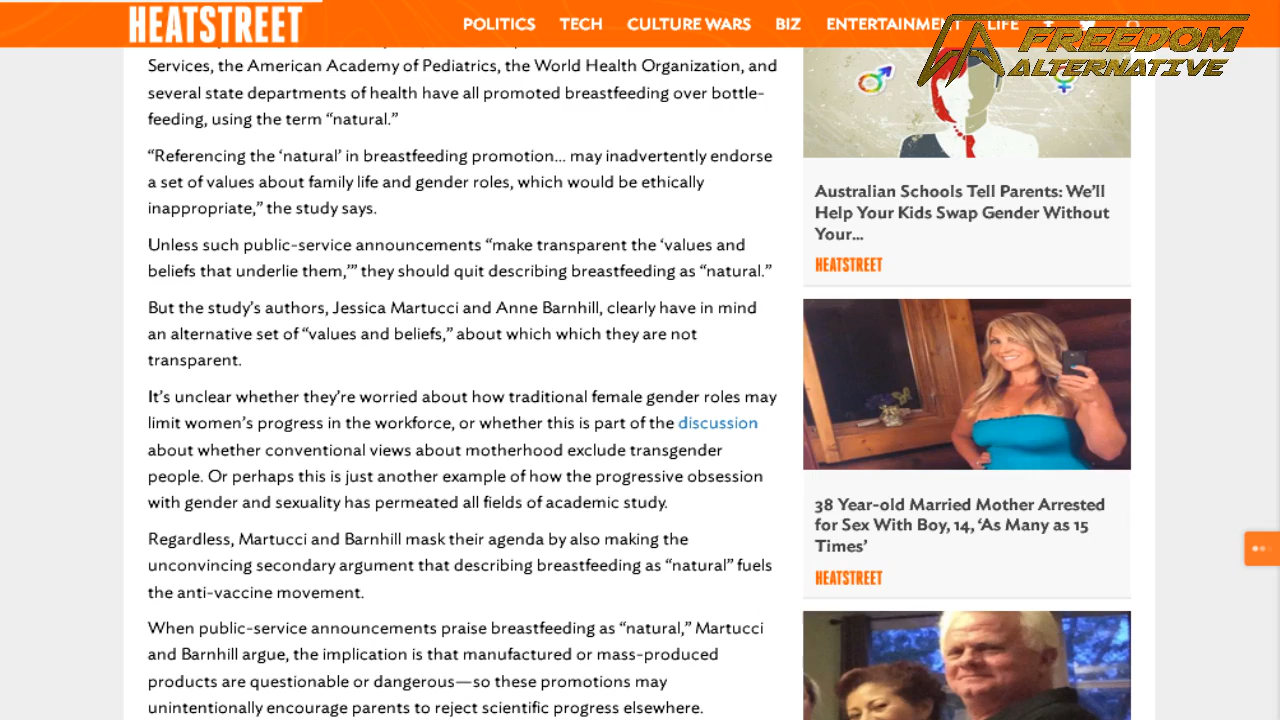 HEATSTREET
POLITICS TECH CULTURE WARS BIZ ENTERTAINMENT LIFE
FREEDOM
ALTERNATIVE
Services, the American Academy of Pediatrics, the World Health Organization, and
several state departments of health have all promoted breastfeeding over bottle-
feeding, using the term “natural.”
“Referencing the ‘natural’ in breastfeeding promotion… may inadvertently endorse
a set of values about family life and gender roles, which would be ethically
inappropriate,” the study says.
Unless such public-service announcements “make transparent the ‘values and
beliefs that underlie them,’” they should quit describing breastfeeding as “natural.”
But the study’s authors, Jessica Martucci and Anne Barnhill, clearly have in mind
an alternative set of “values and beliefs,” about which which they are not
transparent.
It’s unclear whether they’re worried about how traditional female gender roles may
limit women’s progress in the workforce, or whether this is part of the discussion
about whether conventional views about motherhood exclude transgender
people. Or perhaps this is just another example of how the progressive obsession
with gender and sexuality has permeated all fields of academic study.
Regardless, Martucci and Barnhill mask their agenda by also making the
unconvincing secondary argument that describing breastfeeding as “natural” fuels
the anti-vaccine movement.
When public-service announcements praise breastfeeding as “natural,” Martucci
and Barnhill argue, the implication is that manufactured or mass-produced
products are questionable or dangerous—so these promotions may
unintentionally encourage parents to reject scientific progress elsewhere.
Australian Schools Tell Parents: We’ll
Help Your Kids Swap Gender Without
Your…
HEATSTREET
38 Year-old Married Mother Arrested
for Sex With Boy, 14, ‘As Many as 15
Times’
HEATSTREET